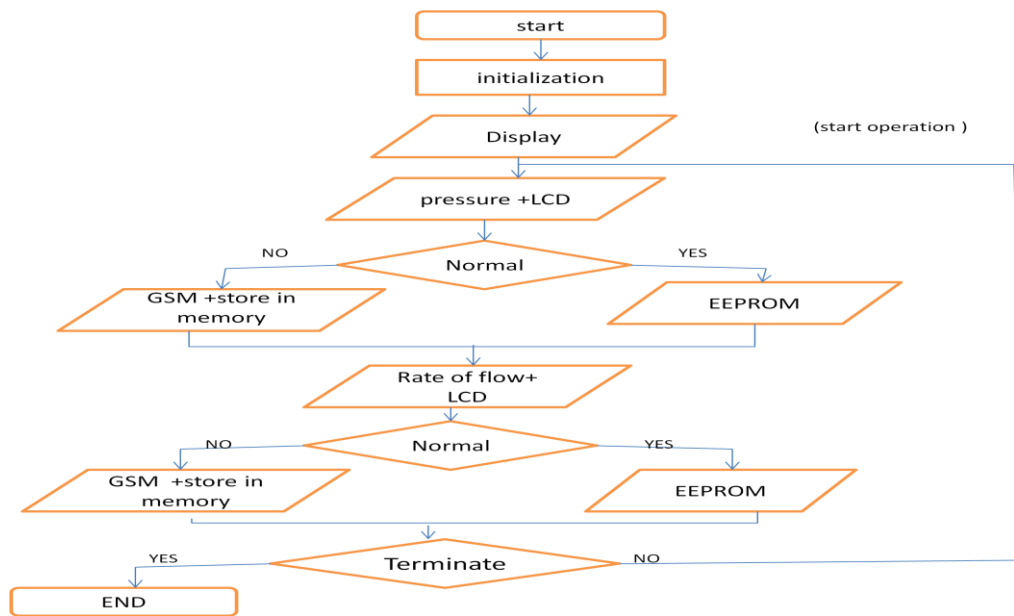 start
initialization
Display
(start operation )
pressure +LCD
NO
Normal
YES
GSM +store in
memory
EEPROM
Rate of flow+
LCD
NO
Normal
YES
GSM +store in
memory
EEPROM
YES
Terminate
NO
END